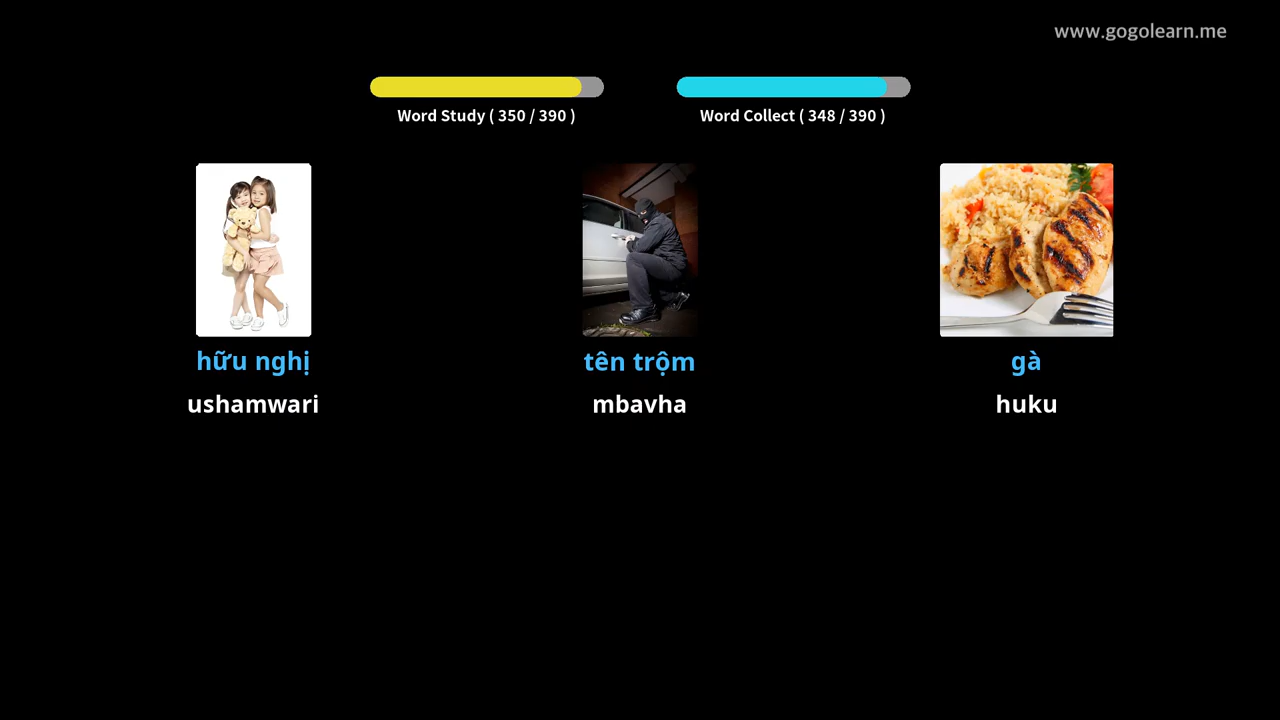 www.gogolearn.me
Word Study ( 350 / 390 )
Word Collect ( 348 / 390 )
hữu nghị
tên trộm
gà
ushamwari
mbavha
huku